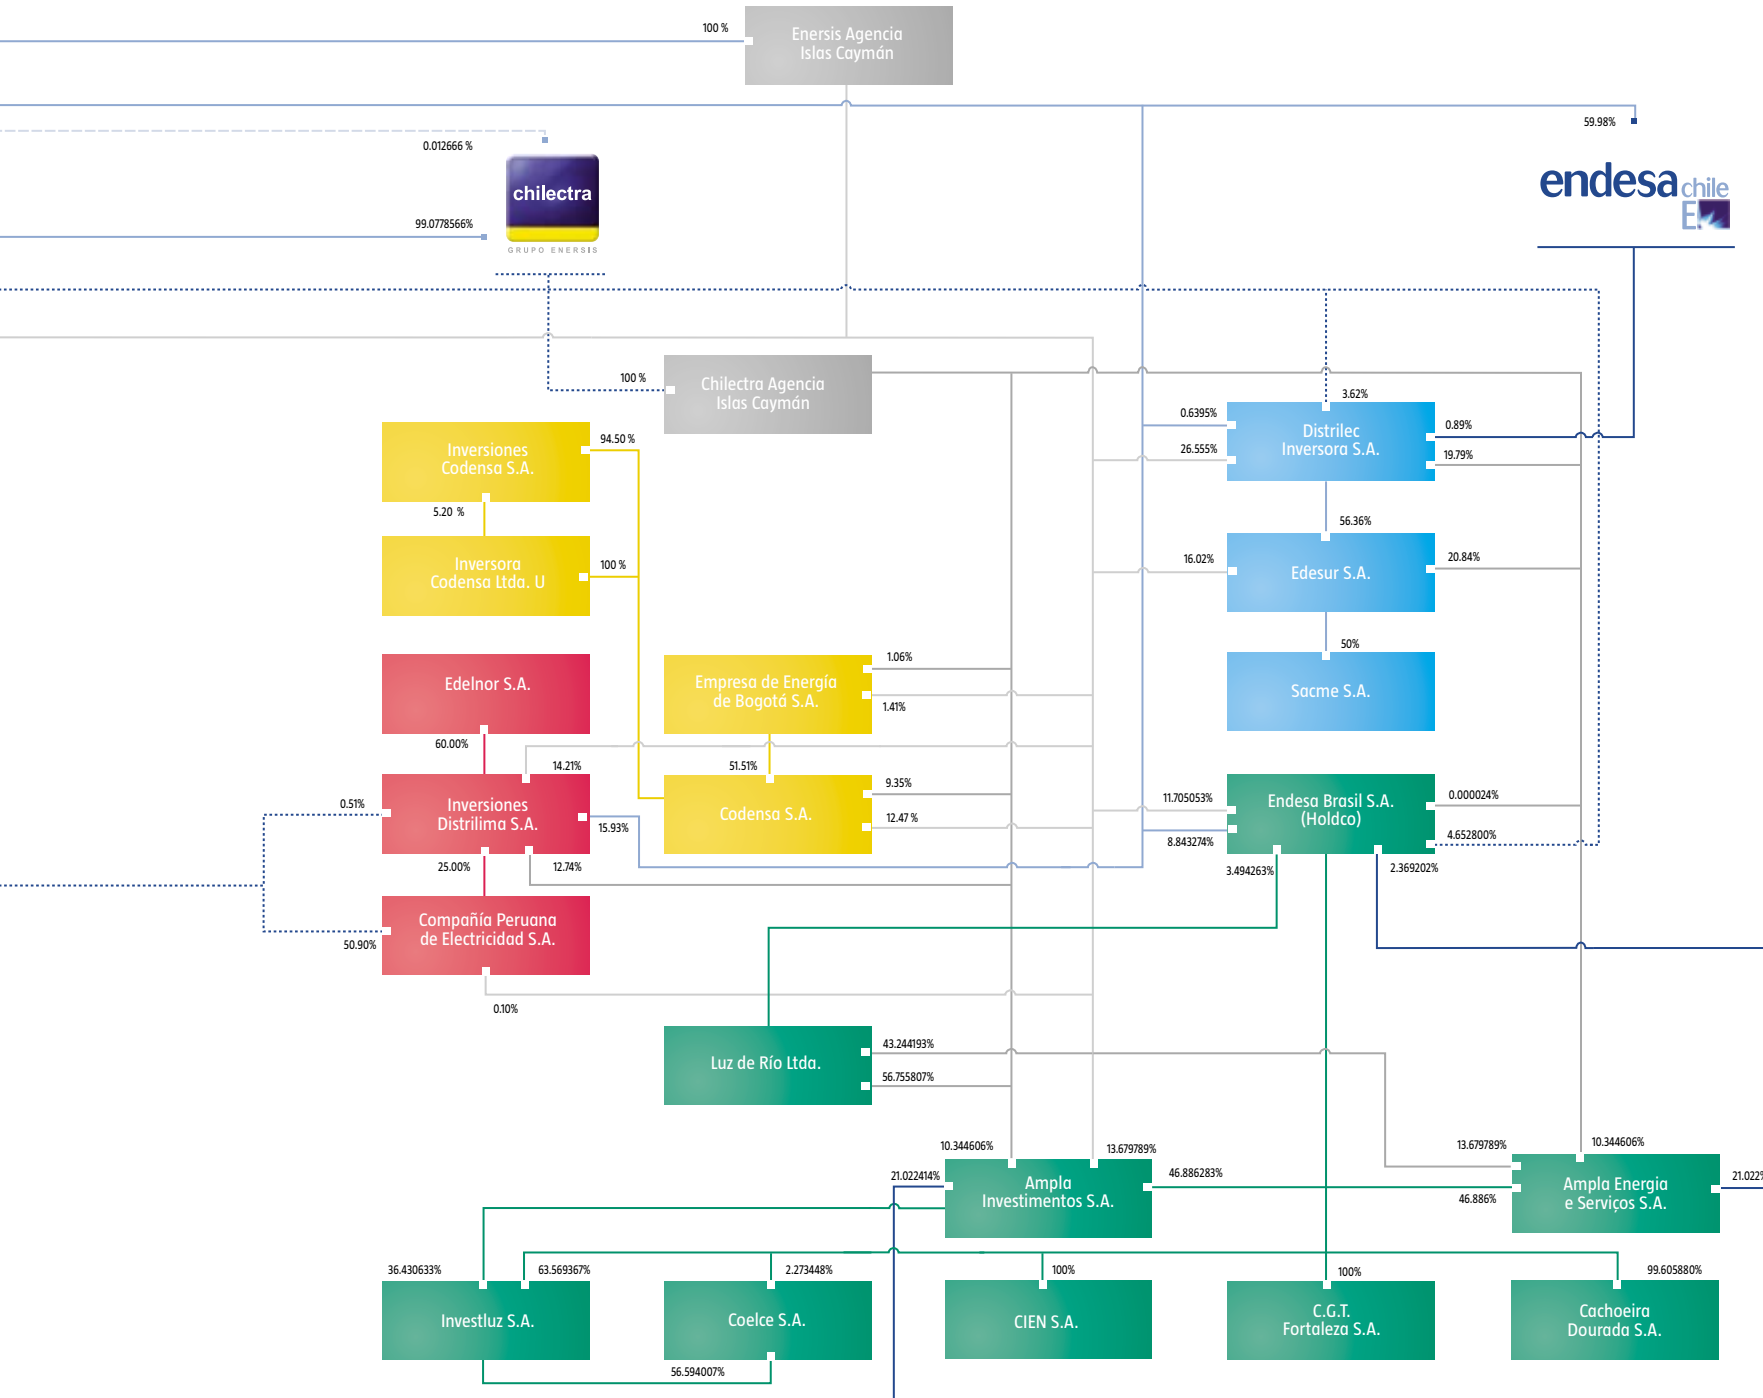 100 %
Enersis Agencia
Islas Caymán
59.98%
0.012666 %
chilectra
GRUPO ENERSIS
99.0778566%
endesa chile
E
100 %
Chilectra Agencia
Islas Caymán
3.62%
0.6395%
Distrilec
Inversora S.A.
0.89%
26.555%
19.79%
Inversiones
Codensa S.A.
94.50 %
5.20 %
Inversora
Codensa Ltda. U
100 %
56.36%
16.02%
Edesur S.A.
20.84%
50%
Sacme S.A.
Edelnor S.A.
60.00%
Empresa de Energía
de Bogotá S.A.
1.06%
1.41%
51.51%
14.21%
0.51%
Inversiones
Distrilima S.A.
15.93%
Codensa S.A.
9.35%
12.47 %
11.705053%
Endesa Brasil S.A.
(Holdco)
0.000024%
8.843274%
4.652800%
25.00%
12.74%
3.494263%
2.369202%
Compañía Peruana
de Electricidad S.A.
50.90%
0.10%
Luz de Río Ltda.
43.244193%
56.755807%
10.344606%
13.679789%
21.022414%
Ampla
Investimentos S.A.
46.886283%
13.679789%
10.344606%
46.886%
Ampla Energia
e Serviços S.A.
21.022%
36.430633%
63.569367%
2.273448%
100%
100%
99.605880%
Investluz S.A.
Coelce S.A.
CIEN S.A.
C.G.T.
Fortaleza S.A.
Cachoeira
Dourada S.A.
56.594007%